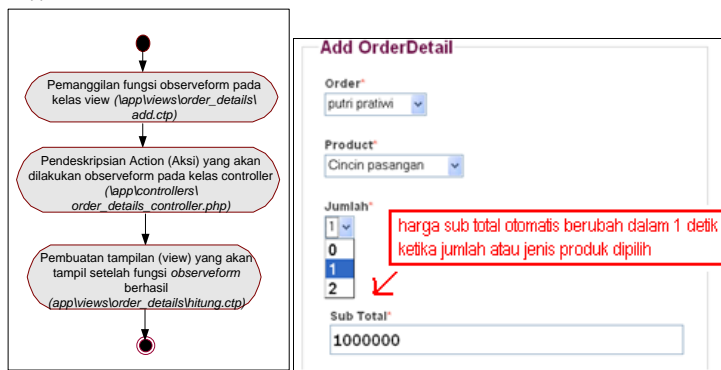 Pemanggilan fungsi observeform pada
kelas view (\app\views\order_details\
add.ctp)
Pendeskripsian Action (Aksi) yang akan
dilakukan observeform pada kelas controller
(\app\controllers\
order_details_controller.php)
Pembuatan tampilan (view) yang akan
tampil setelah fungsi observeform
berhasil
(app\views\order_details\hitung.ctp)
Add OrderDetail
Order*
putri pratiwi
Product*
Cincin pasangan
Jumlah*
1
0
1
2
harga sub total otomatis berubah dalam 1 detik
ketika jumlah atau jenis produk dipilih
Sub Total*
1000000